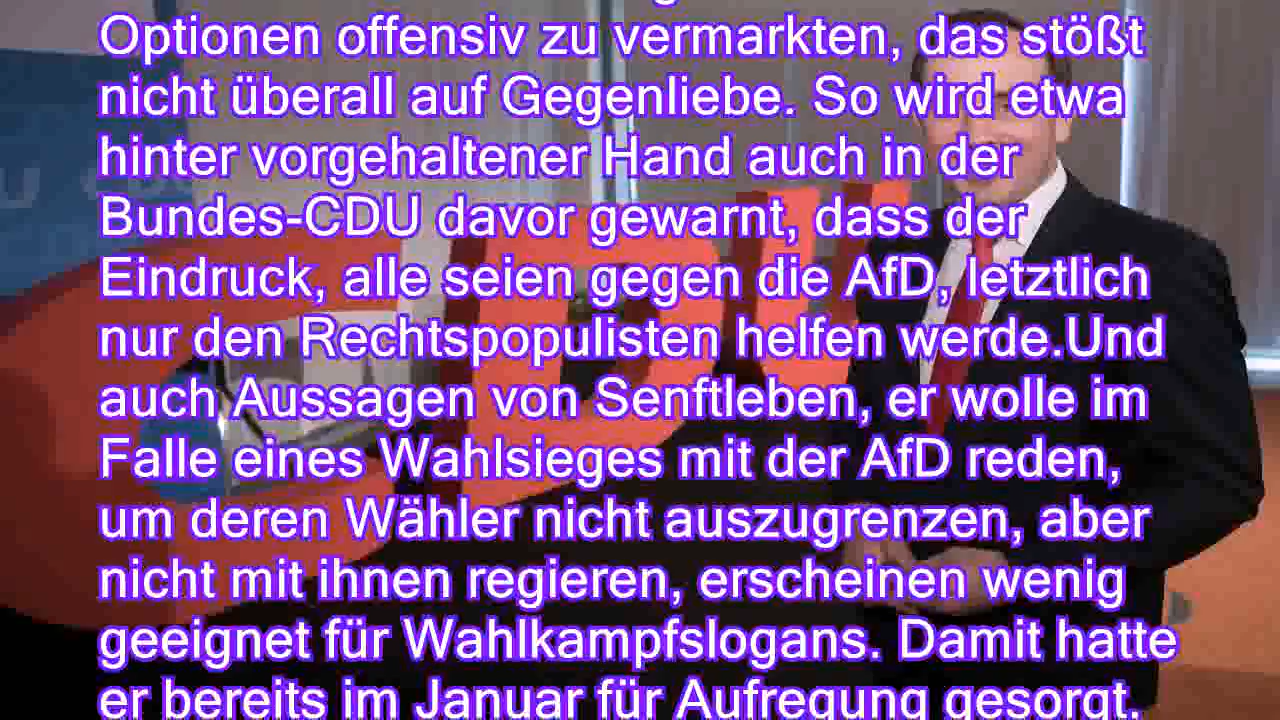 Optionen offensiv zu vermarkten, das stößt
nicht überall auf Gegenliebe. So wird etwa
hinter vorgehaltener Hand auch in der
Bundes-CDU davor gewarnt, dass der
Eindruck, alle seien gegen die AfD, letztlich
nur den Rechtspopulisten helfen werde.Und
auch Aussagen von Senftleben, er wolle im
Falle eines Wahlsieges mit der AfD reden,
um deren Wähler nicht auszugrenzen, aber
nicht mit ihnen regieren, erscheinen wenig
geeignet für Wahlkampfslogans. Damit hatte
er bereits im Januar für Aufregung gesorgt.
CDU